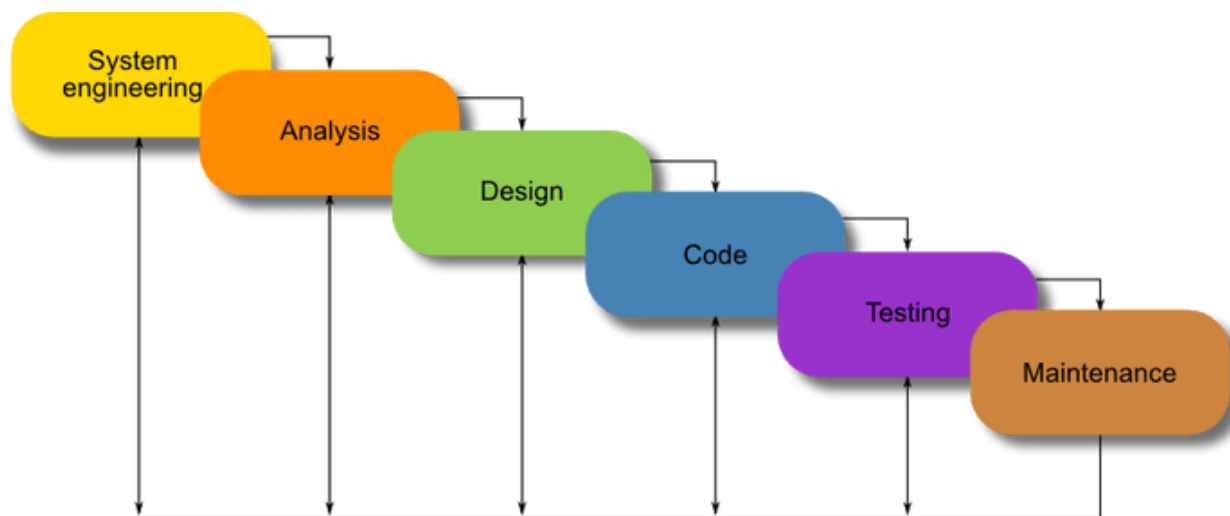 System
engineering
Analysis
Design
Code
Testing
Maintenance